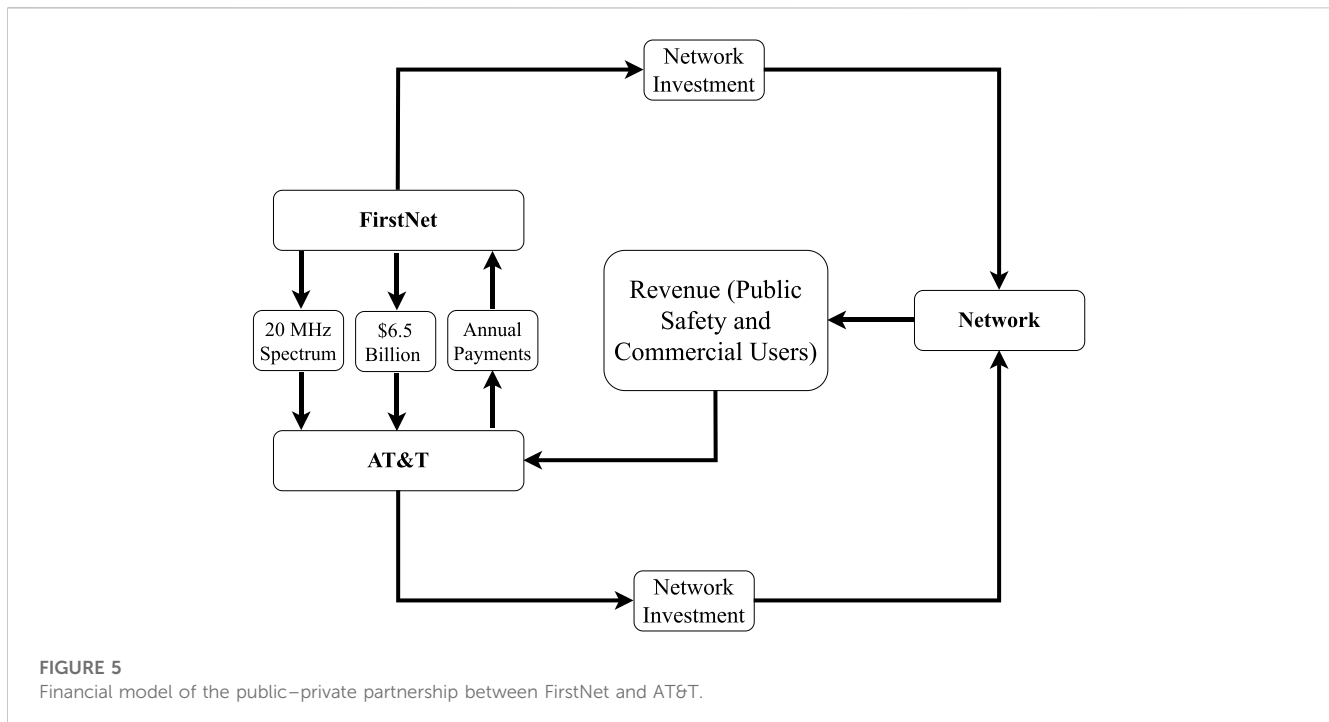 Network
Investment
FirstNet
20 MHz
Spectrum
$6.5
Billion
Annual
Payments
Revenue (Public
Safety and
Commercial Users)
Network
AT&T
Network
Investment
FIGURE 5
Financial model of the public–private partnership between FirstNet and AT&T.